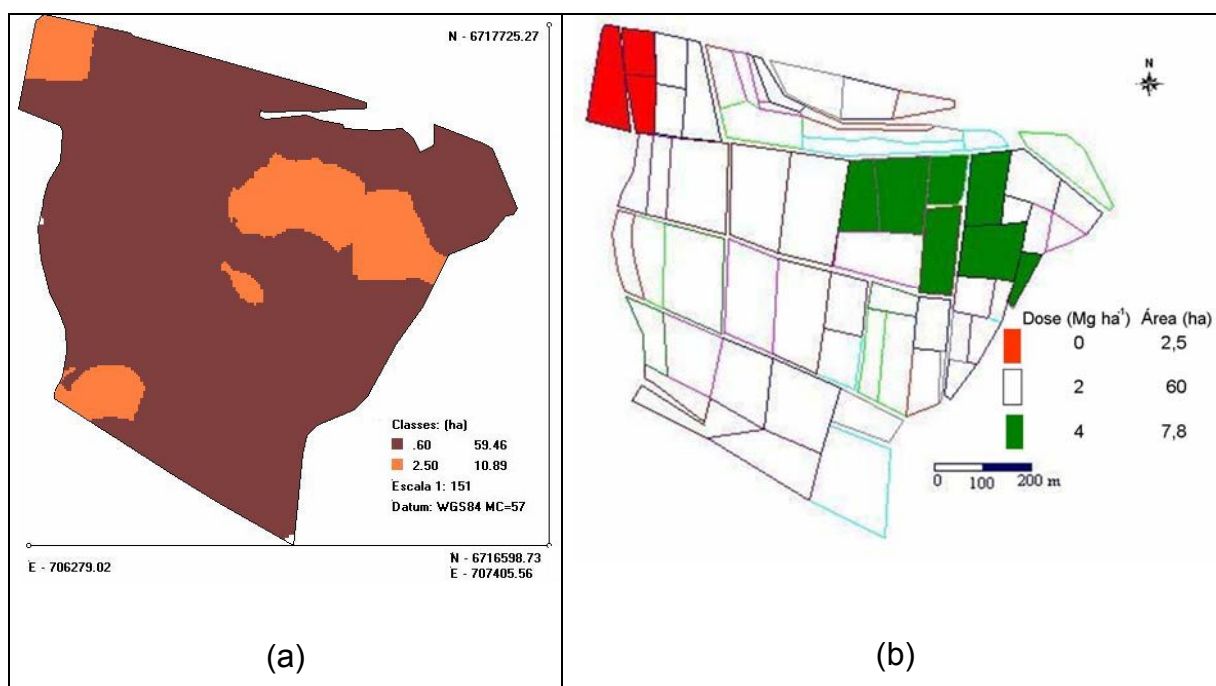 N - 6717725.27
Classes: (ha)
.60 59.46
2.50 10.89
Escala 1: 151
Datum: WGS84 MC=57
E - 706279.02
N - 6716598.73
E - 707405.56
(a)
N
Dose (Mg ha⁻¹) Área (ha)
0 2,5
2 60
4 7,8
0 100 200 m
(b)